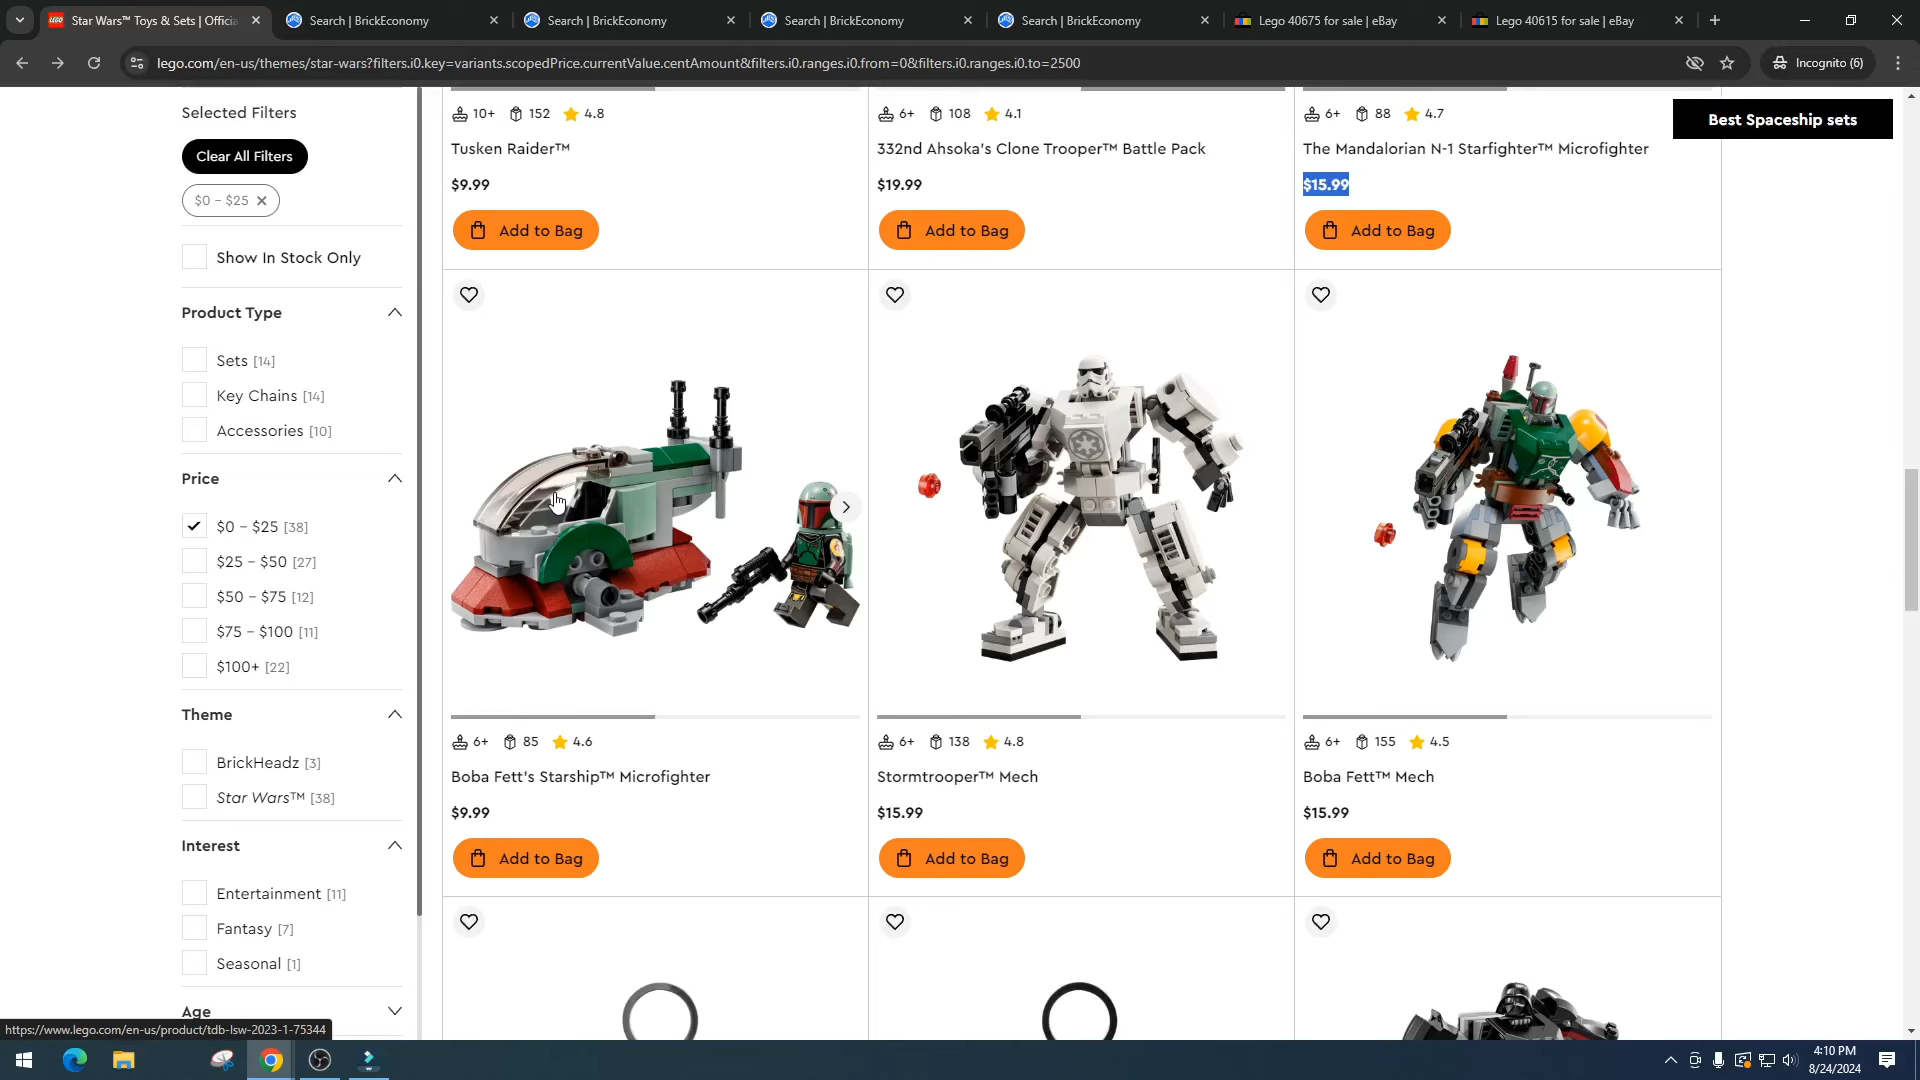 Star Wars™ Toys & Sets | Officia
Search | BrickEconomy
Search | BrickEconomy
Search | BrickEconomy
Search | BrickEconomy
Lego 40675 for sale | eBay
Lego 40615 for sale | eBay
lego.com/en-us/themes/star-wars?filters.i0.key=variants.scopedPrice.currentValue.centAmount&filters.i0.ranges.i0.from=0&filters.i0.ranges.i0.to=2500
Incognito (6)
Selected Filters
Clear All Filters
$0 – $25
Show In Stock Only
Product Type
Sets [14]
Key Chains [14]
Accessories [10]
Price
$0 – $25 [38]
$25 – $50 [27]
$50 – $75 [12]
$75 – $100 [11]
$100+ [22]
Theme
BrickHeadz [3]
Star Wars™ [38]
Interest
Entertainment [11]
Fantasy [7]
Seasonal [1]
Age
10+ 152 4.8
Tusken Raider™
$9.99
Add to Bag
6+ 108 4.1
332nd Ahsoka's Clone Trooper™ Battle Pack
$19.99
Add to Bag
6+ 88 4.7
The Mandalorian N-1 Starfighter™ Microfighter
$15.99
Add to Bag
Best Spaceship sets
6+ 85 4.6
Boba Fett's Starship™ Microfighter
$9.99
Add to Bag
6+ 138 4.8
Stormtrooper™ Mech
$15.99
Add to Bag
6+ 155 4.5
Boba Fett™ Mech
$15.99
Add to Bag
https://www.lego.com/en-us/product/tdb-lsw-2023-1-75344
4:10 PM
8/24/2024